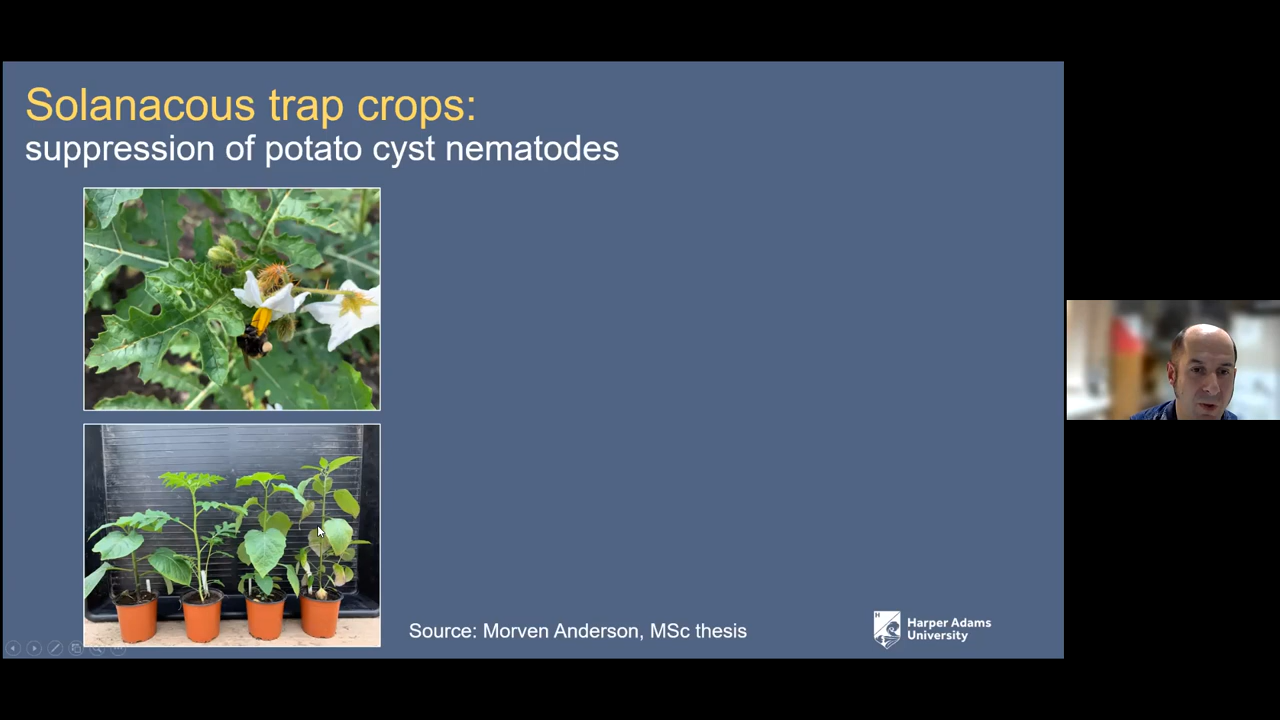 Solanacous trap crops:
suppression of potato cyst nematodes
Source: Morven Anderson, MSc thesis
H
Harper Adams
University